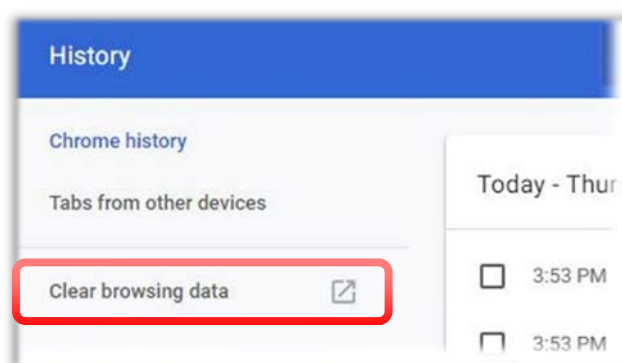 History
Chrome history
Tabs from other devices
Today - Thur
Clear browsing data
3:53 PM
3:53 PM